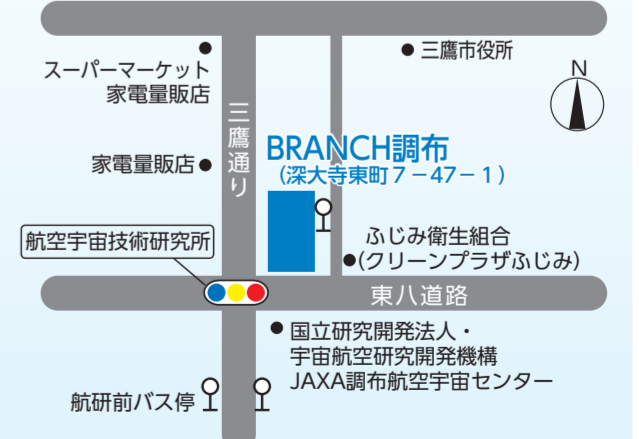 三鷹市役所
スーパーマーケット
家電量販店
N
三鷹通り
BRANCH調布
(深大寺東町7-47-1)
家電量販店
航空宇宙技術研究所
ふじみ衛生組合
(クリーンプラザふじみ)
東八道路
国立研究開発法人・
宇宙航空研究開発機構
JAXA調布航空宇宙センター
航研前バス停